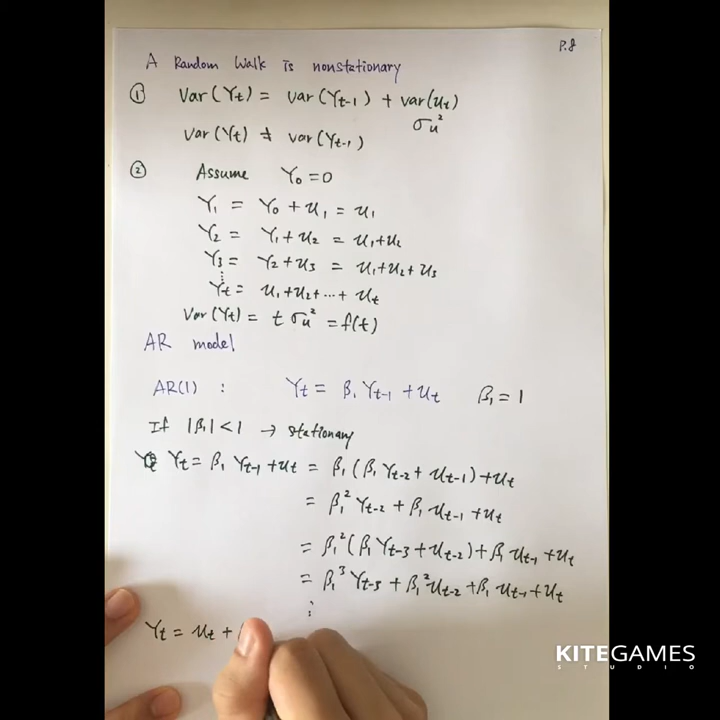 P.8
A Random Walk is nonstationary
① Var(Yt) = Var(Yt-1) + Var(ut)
σu²
Var(Yt) ≠ Var(Yt-1)
② Assume Y0=0
Y1 = Y0 + u1 = u1
Y2 = Y1 + u2 = u1+u2
Y3 = Y2+u3 = u1+u2+u3
⋮
Yt = u1+u2+⋯+ut
Var(Yt) = tσu² = f(t)
AR model
AR(1) : Yt = β1 Yt-1 + ut β1 = 1
If |β1|<1 → stationary
Yt = β1 Yt-1 + ut = β1(β1 Yt-2 + ut-1) + ut
= β1² Yt-2 + β1 ut-1 + ut
= β1²(β1 Yt-3 + ut-2) + β1 ut-1 + ut
= β1³ Yt-3 + β1² ut-2 + β1 ut-1 + ut
⋮
Yt = ut +
KITEGAMES
STUDIO